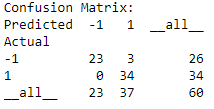 Confusion Matrix:
Predicted -1 1 __all__
Actual
-1 23 3 26
1 0 34 34
__all__ 23 37 60